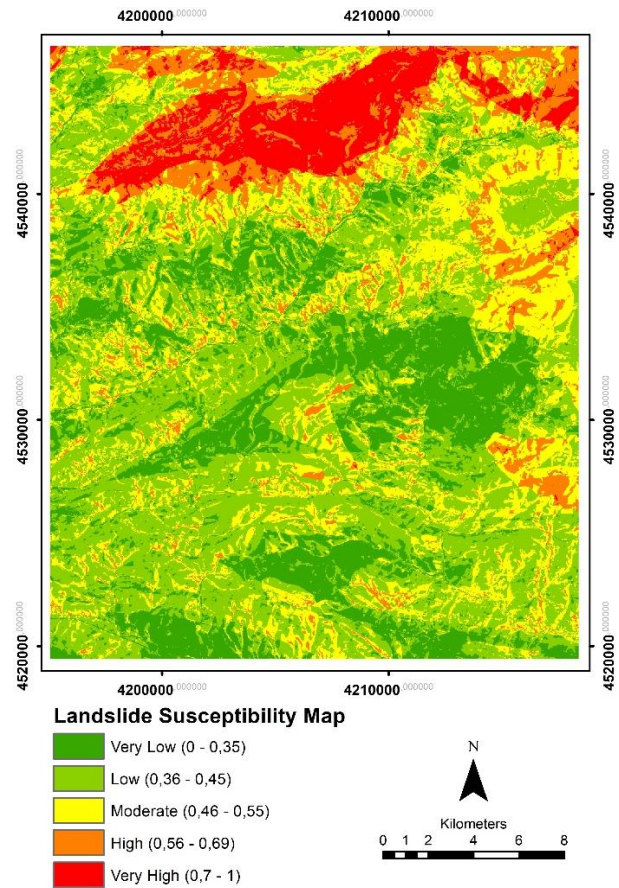 4200000,000000 4210000,000000
4540000,000000 4540000,000000
4530000,000000 4530000,000000
4520000,000000 4520000,000000
4200000,000000 4210000,000000
Landslide Susceptibility Map
Very Low (0 - 0,35)
Low (0,36 - 0,45)
Moderate (0,46 - 0,55)
High (0,56 - 0,69)
Very High (0,7 - 1)
N
Kilometers
0 1 2 4 6 8